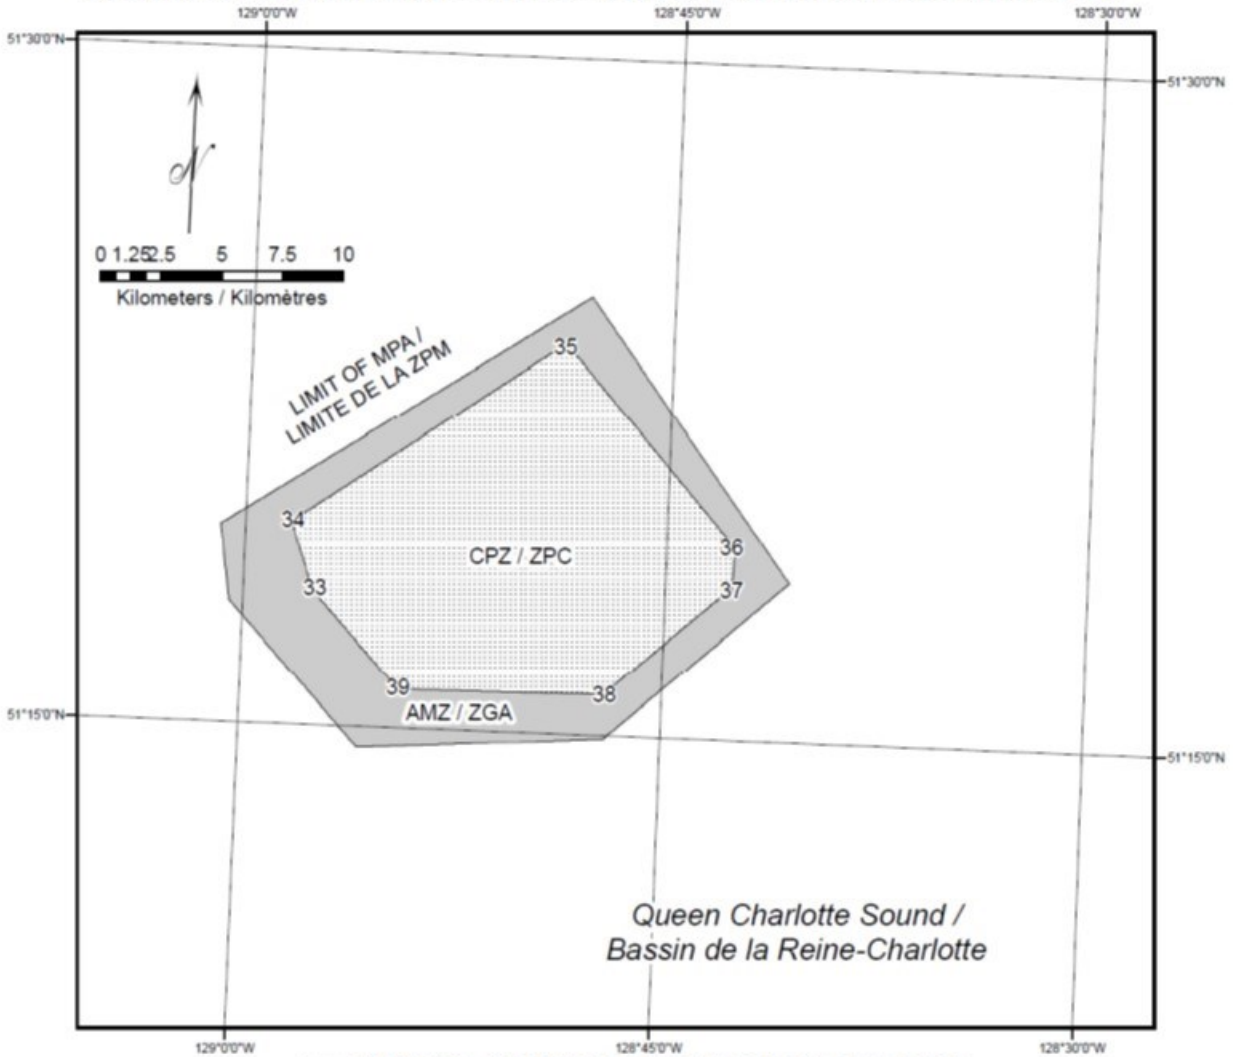 129°0'0"W 128°45'0"W 128°30'0"W
51°30'0"N
51°30'0"N
N
0 1.25 2.5 5 7.5 10
Kilometers / Kilomètres
LIMIT OF MPA /
LIMITE DE LA ZPM
35
34
36
CPZ / ZPC
33
37
39
38
AMZ / ZGA
51°15'0"N
51°15'0"N
Queen Charlotte Sound /
Bassin de la Reine-Charlotte
129°0'0"W 128°45'0"W 128°30'0"W